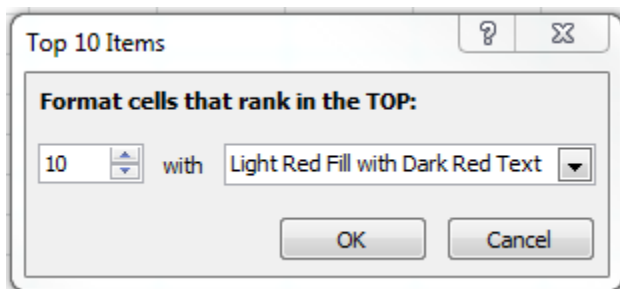 Top 10 Items
Format cells that rank in the TOP:
10 with Light Red Fill with Dark Red Text
OK Cancel